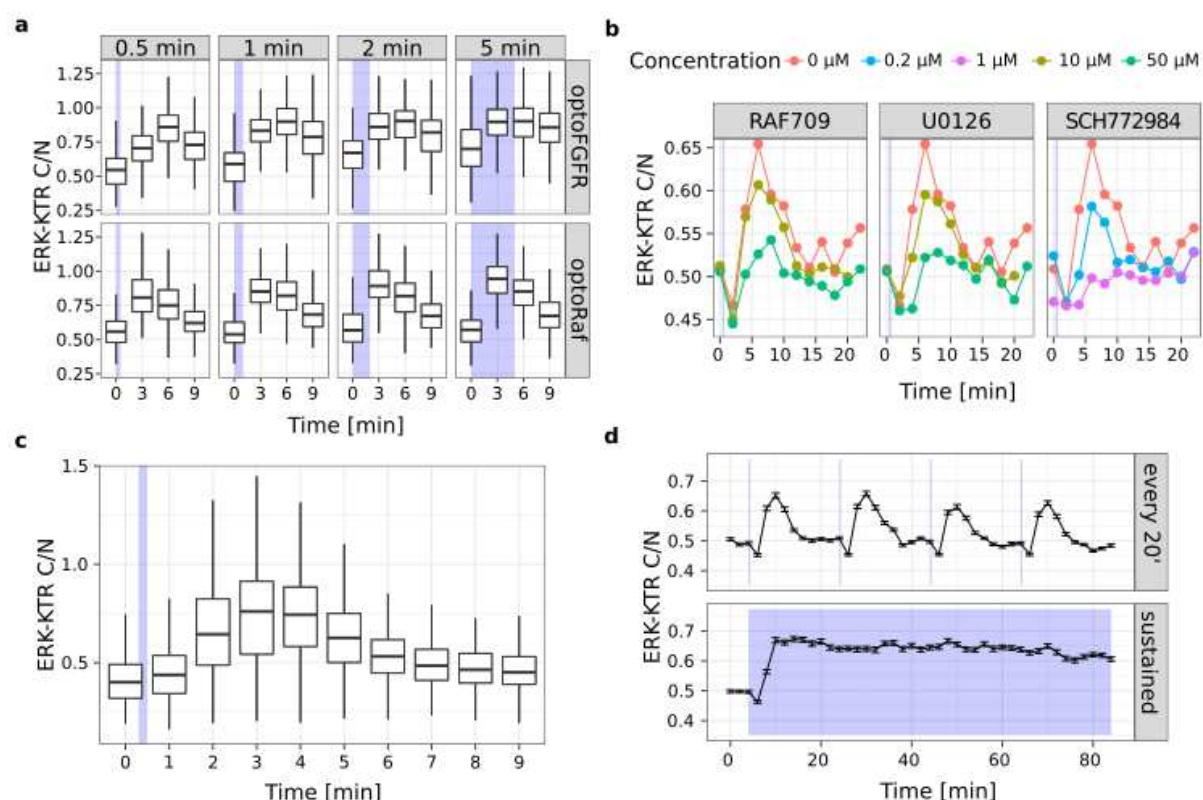 a
0.5 min 1 min 2 min 5 min
1.25
1.00
0.75
0.50
0.25
optoFGFR
1.25
1.00
0.75
0.50
0.25
optoRaf
ERK-KTR C/N
0 3 6 9 0 3 6 9 0 3 6 9 0 3 6 9
Time [min]
b
Concentration 0 µM 0.2 µM 1 µM 10 µM 50 µM
RAF709 U0126 SCH772984
0.65
0.60
0.55
0.50
0.45
ERK-KTR C/N
0 5 10 15 20 0 5 10 15 20 0 5 10 15 20
Time [min]
c
1.5
1.0
0.5
ERK-KTR C/N
0 1 2 3 4 5 6 7 8 9
Time [min]
d
0.7
0.6
0.5
0.4
every 20'
0.7
0.6
0.5
0.4
sustained
ERK-KTR C/N
0 20 40 60 80
Time [min]